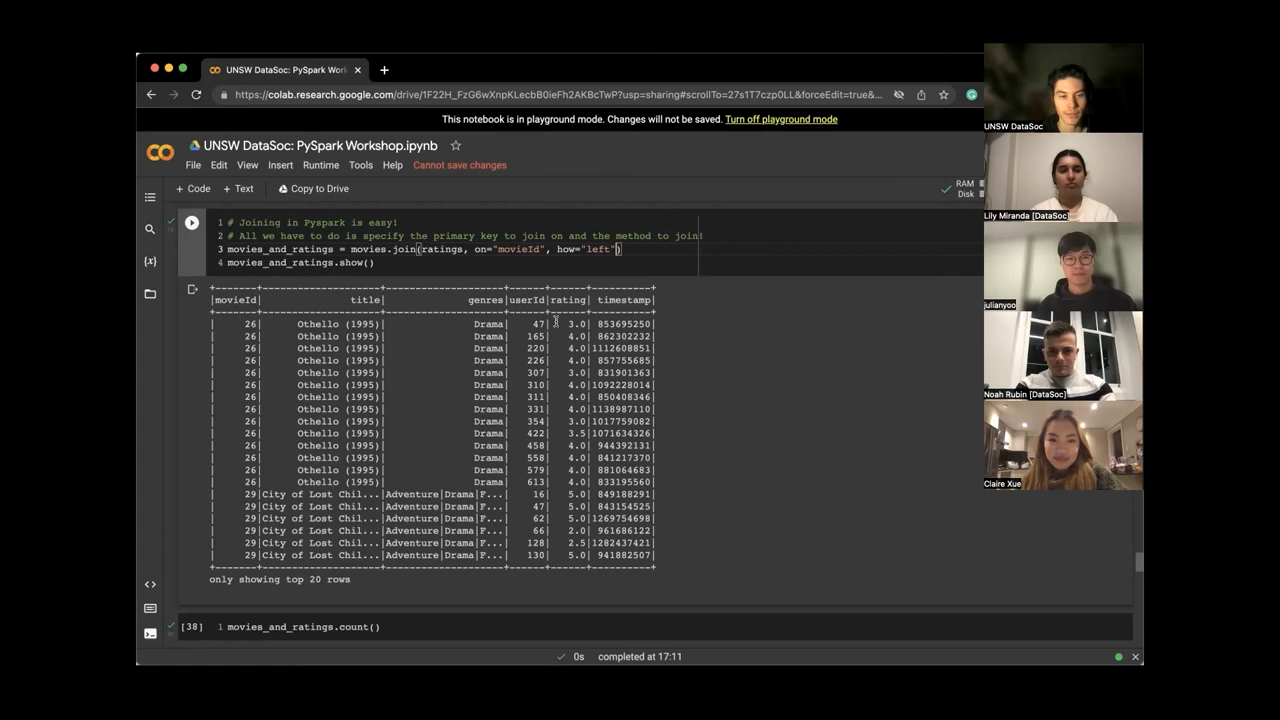 UNSW DataSoc: PySpark Work
https://colab.research.google.com/drive/1F22H_FzG6wXnpKLecbB0ieFh2AKBcTwP?usp=sharing#scrollTo=27s1T7czp0LL&forceEdit=true&...
This notebook is in playground mode. Changes will not be saved. Turn off playground mode
UNSW DataSoc: PySpark Workshop.ipynb
File Edit View Insert Runtime Tools Help Cannot save changes
+ Code + Text Copy to Drive
RAM
Disk
1 # Joining in Pyspark is easy!
2 # All we have to do is specify the primary key to join on and the method to join!
3 movies_and_ratings = movies.join(ratings, on="movieId", how="left")
4 movies_and_ratings.show()
+-------+--------------------+--------------------+------+------+----------+
|movieId| title| genres|userId|rating| timestamp|
+-------+--------------------+--------------------+------+------+----------+
| 26| Othello (1995)| Drama| 47| 3.0| 853695250|
| 26| Othello (1995)| Drama| 165| 4.0| 862302232|
| 26| Othello (1995)| Drama| 220| 4.0|1112608851|
| 26| Othello (1995)| Drama| 226| 4.0| 857755685|
| 26| Othello (1995)| Drama| 307| 3.0| 831901363|
| 26| Othello (1995)| Drama| 310| 4.0|1092228014|
| 26| Othello (1995)| Drama| 311| 4.0| 850408346|
| 26| Othello (1995)| Drama| 331| 4.0|1138987110|
| 26| Othello (1995)| Drama| 354| 3.0|1017759082|
| 26| Othello (1995)| Drama| 422| 3.5|1071634326|
| 26| Othello (1995)| Drama| 458| 4.0| 944392131|
| 26| Othello (1995)| Drama| 558| 4.0| 841217370|
| 26| Othello (1995)| Drama| 579| 4.0| 881064683|
| 26| Othello (1995)| Drama| 613| 4.0| 833195560|
| 29|City of Lost Chil...|Adventure|Drama|F...| 16| 5.0| 849188291|
| 29|City of Lost Chil...|Adventure|Drama|F...| 47| 5.0| 843154525|
| 29|City of Lost Chil...|Adventure|Drama|F...| 62| 5.0|1269754698|
| 29|City of Lost Chil...|Adventure|Drama|F...| 66| 2.0| 961686122|
| 29|City of Lost Chil...|Adventure|Drama|F...| 128| 2.5|1282437421|
| 29|City of Lost Chil...|Adventure|Drama|F...| 130| 5.0| 941882507|
+-------+--------------------+--------------------+------+------+----------+
only showing top 20 rows
[38] 1 movies_and_ratings.count()
0s completed at 17:11
UNSW DataSoc
Lily Miranda [DataSoc]
julianyoo
Noah Rubin [DataSoc]
Claire Xue